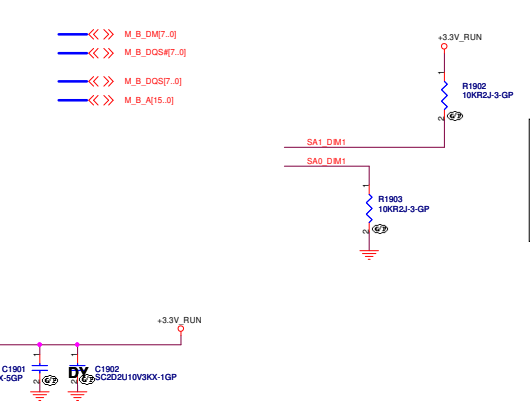 M_B_DM[7..0]
M_B_DQS#[7..0]
M_B_DQS[7..0]
M_B_A[15..0]
+3.3V_RUN
1
R1902
10KR2J-3-GP
2
SA1_DIM1
SA0_DIM1
1
R1903
10KR2J-3-GP
2
+3.3V_RUN
1
1
C1901
X-5GP
2
DY
C1902
SC2D2U10V3KX-1GP
2